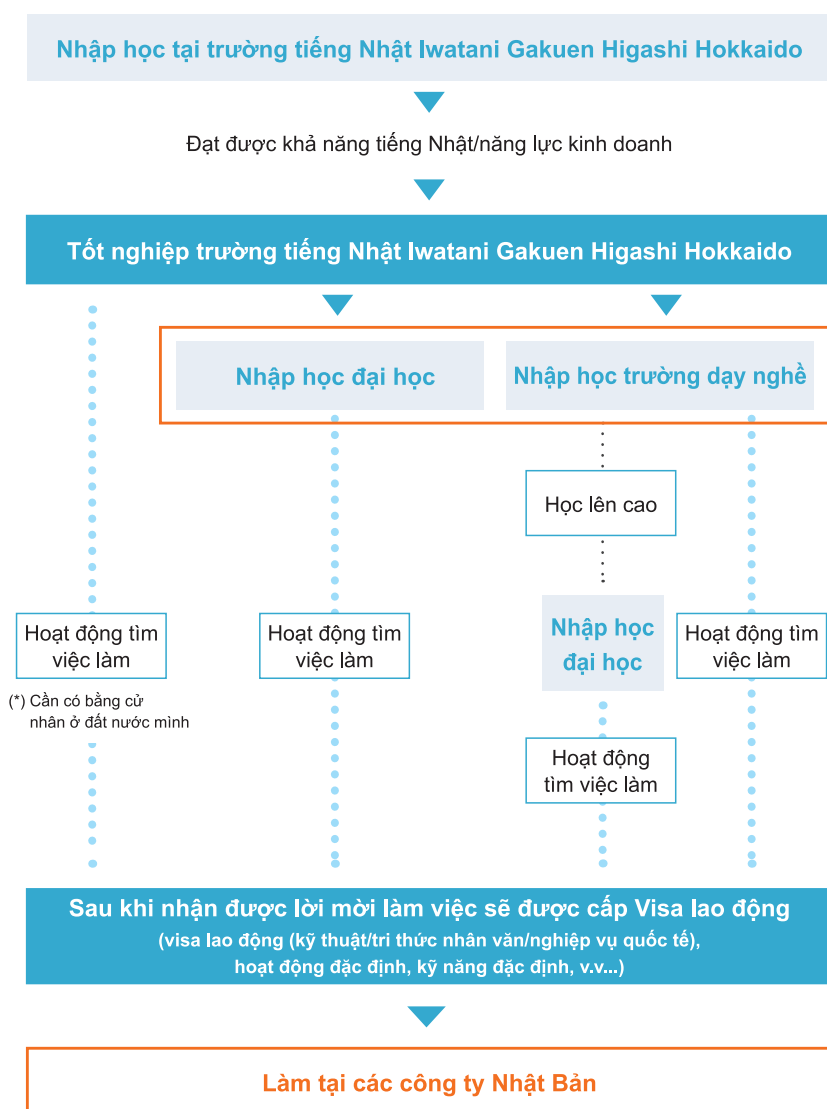 Nhập học tại trường tiếng Nhật Iwatani Gakuen Higashi Hokkaido
Đạt được khả năng tiếng Nhật/năng lực kinh doanh
Tốt nghiệp trường tiếng Nhật Iwatani Gakuen Higashi Hokkaido
Nhập học đại học
Nhập học trường dạy nghề
Học lên cao
Hoạt động tìm
việc làm
(*) Cần có bằng cử
nhân ở đất nước mình
Hoạt động tìm
việc làm
Nhập học
đại học
Hoạt động tìm
việc làm
Hoạt động
tìm việc làm
Sau khi nhận được lời mời làm việc sẽ được cấp Visa lao động
(visa lao động (kỹ thuật/tri thức nhân văn/nghiệp vụ quốc tế),
hoạt động đặc định, kỹ năng đặc định, v.v...)
Làm tại các công ty Nhật Bản